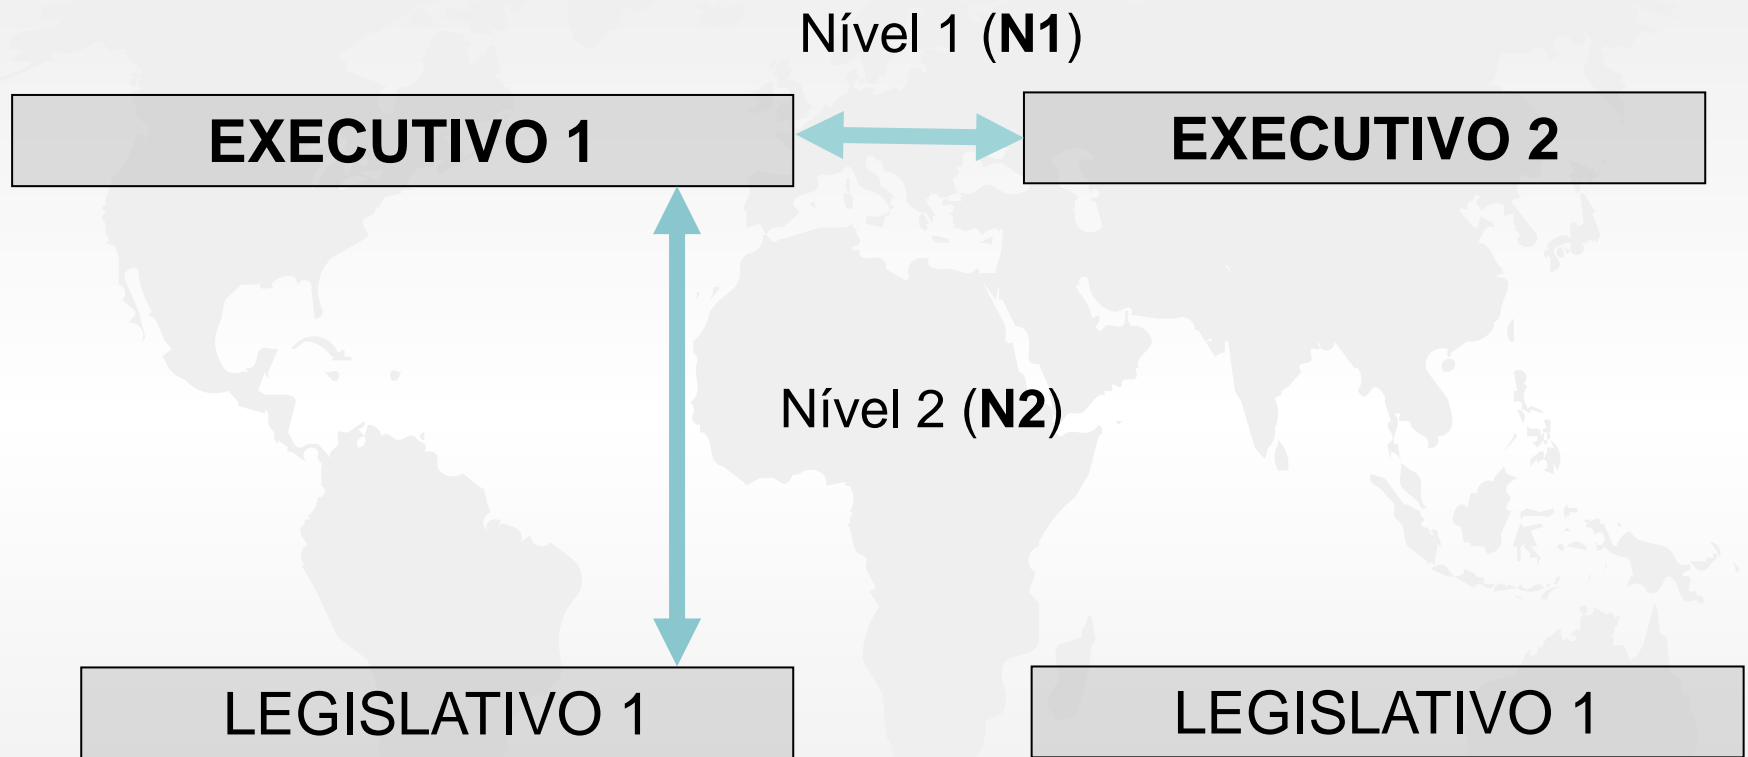 Nível 1 (N1)
EXECUTIVO 1
EXECUTIVO 2
Nível 2 (N2)
LEGISLATIVO 1
LEGISLATIVO 1